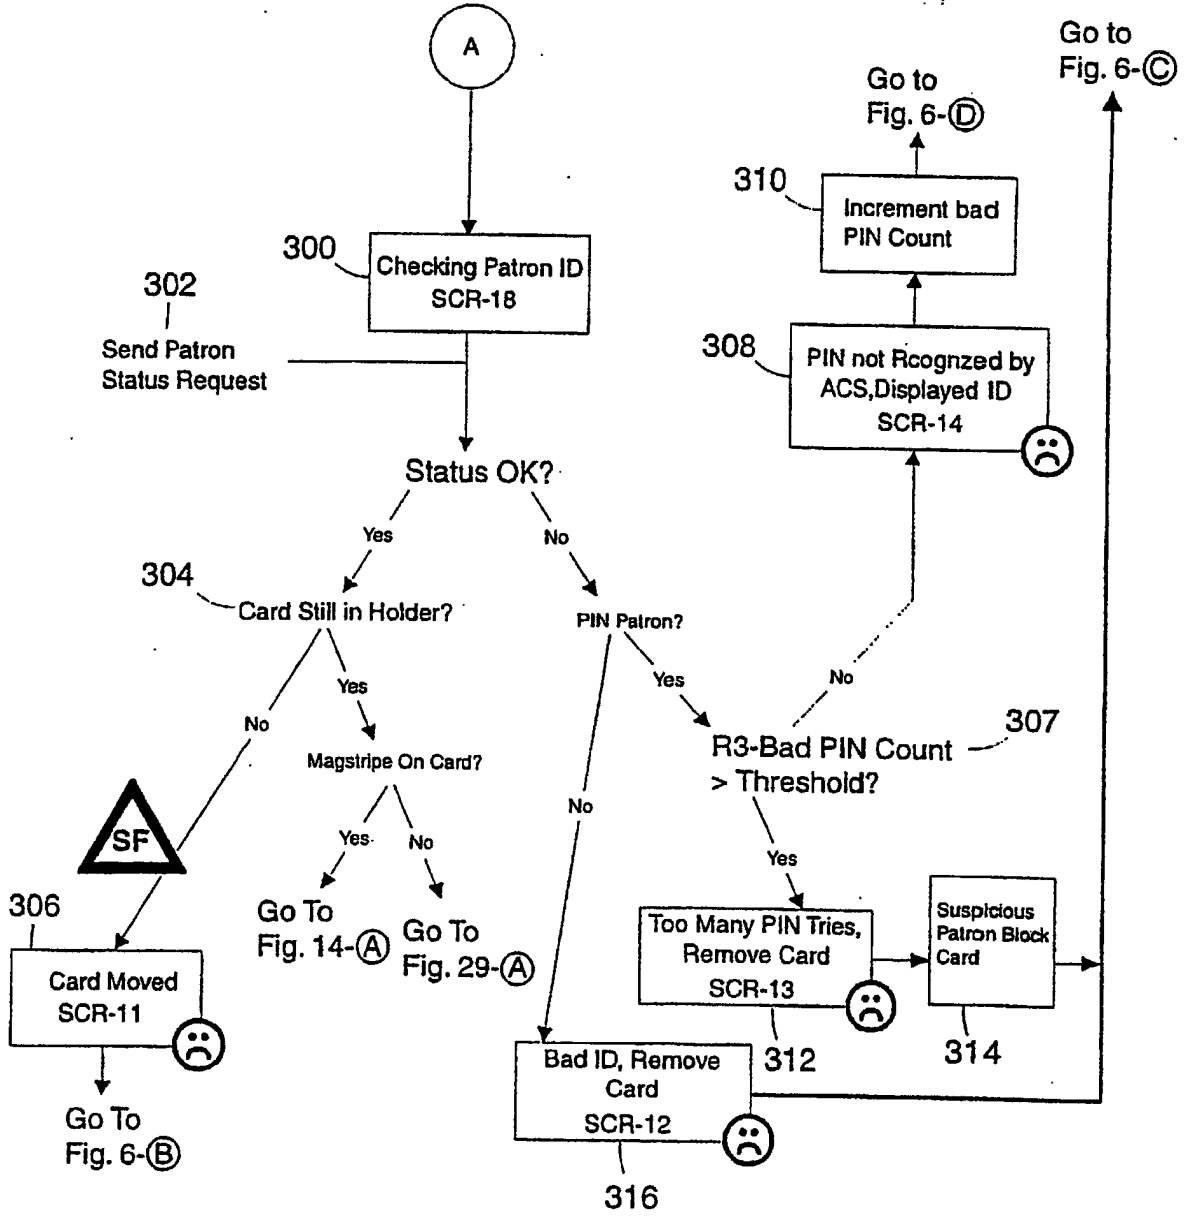 A
Go to
Fig. 6-Ⓒ
Go to
Fig. 6-Ⓓ
310
Increment bad
PIN Count
300
Checking Patron ID
SCR-18
302
Send Patron
Status Request
308
PIN not Rcognzed by
ACS,Displayed ID
SCR-14
Status OK?
Yes
No
304
Card Still in Holder?
PIN Patron?
No
Yes
Yes
No
307
R3-Bad PIN Count
> Threshold?
Magstripe On Card?
No
Yes
Yes
No
SF
Go To
Fig. 14-Ⓐ
Go To
Fig. 29-Ⓐ
306
Card Moved
SCR-11
Too Many PIN Tries,
Remove Card
SCR-13
Suspicious
Patron Block
Card
312
314
Bad ID, Remove
Card
SCR-12
Go To
Fig. 6-Ⓑ
316